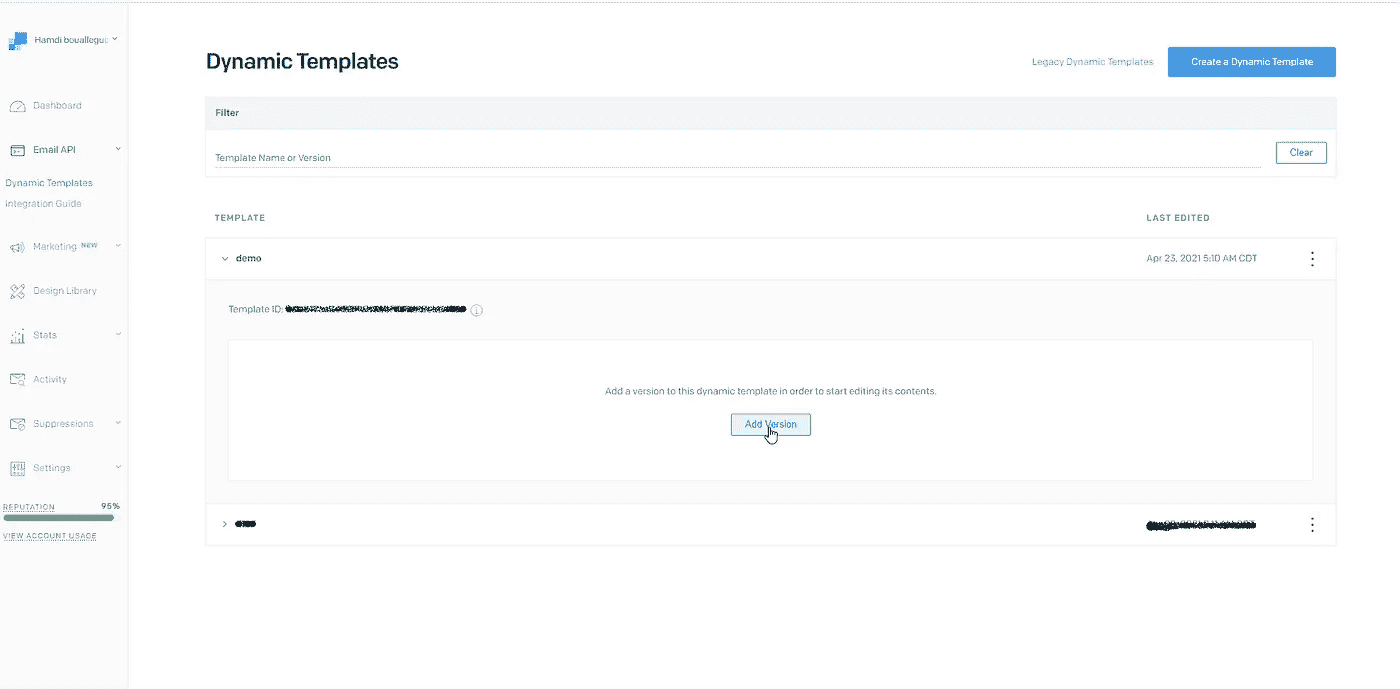 Hamdi bouallegu
Dashboard
Email API
Dynamic Templates
Integration Guide
Marketing NEW
Design Library
Stats
Activity
Suppressions
Settings
REPUTATION 95%
VIEW ACCOUNT USAGE
Dynamic Templates
Legacy Dynamic Templates
Create a Dynamic Template
Filter
Template Name or Version
Clear
TEMPLATE LAST EDITED
demo Apr 23, 2021 5:10 AM CDT
Template ID:
Add a version to this dynamic template in order to start editing its contents.
Add Version